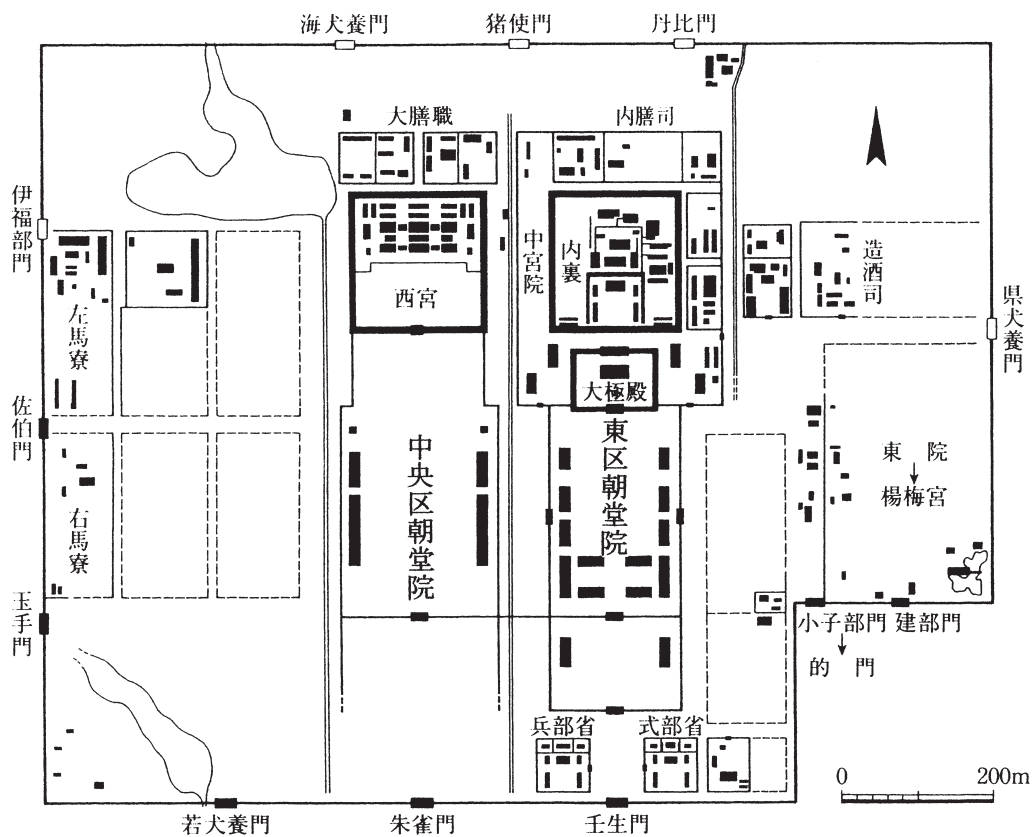 海犬養門
猪使門
丹比門
大膳職
内膳司
伊福部門
左馬寮
西宮
中宮院
内裏
造酒司
県犬養門
大極殿
佐伯門
右馬寮
中央区朝堂院
東区朝堂院
東院
↓
楊梅宮
玉手門
小子部門
↓
的門
建部門
兵部省
式部省
0
200m
若犬養門
朱雀門
壬生門